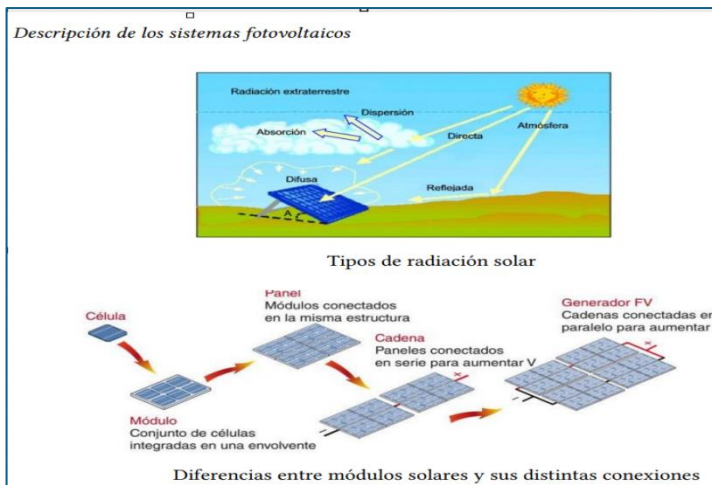 Descripción de los sistemas fotovoltaicos
Radiación extraterrestre
Dispersión
Absorción
Directa
Atmósfera
Difusa
Reflejada
A
Tipos de radiación solar
Célula
Módulo
Conjunto de células
integradas en una envolvente
Panel
Módulos conectados
en la misma estructura
Cadena
Paneles conectados
en serie para aumentar V
+
−
Generador FV
Cadenas conectadas en
paralelo para aumentar
+
−
Diferencias entre módulos solares y sus distintas conexiones